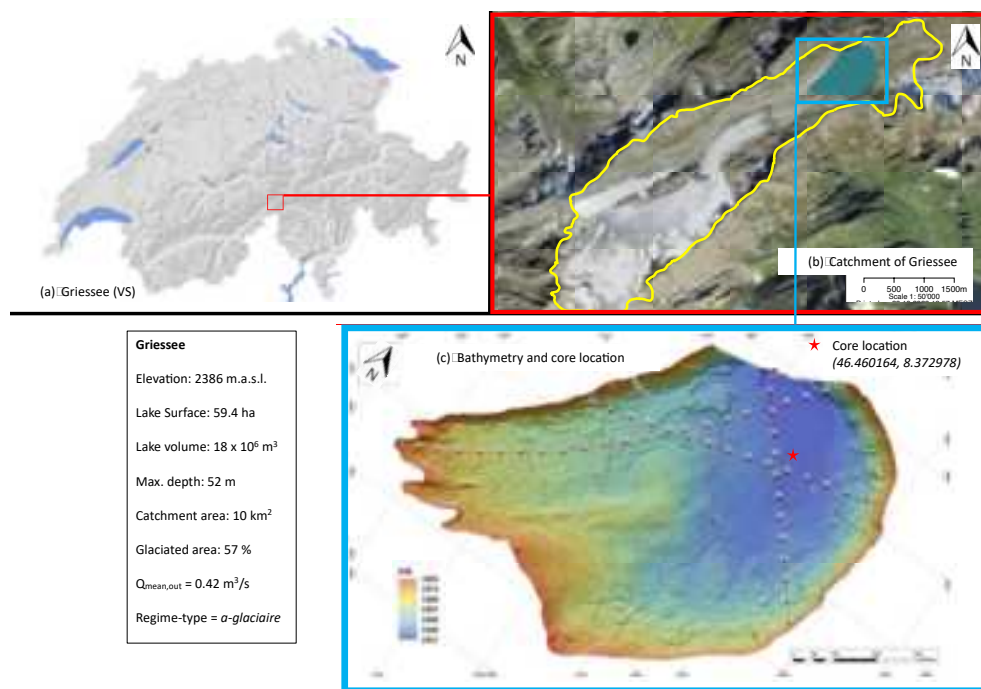 N
N
(a) Griessee (VS)
(b) Catchment of Griessee
0 500 1000 1500m
Scale 1: 50'000
Griessee
Elevation: 2386 m.a.s.l.
Lake Surface: 59.4 ha
Lake volume: 18 x 10⁶ m³
Max. depth: 52 m
Catchment area: 10 km²
Glaciated area: 57 %
Qmean,out = 0.42 m³/s
Regime-type = a-glaciaire
N
(c) Bathymetry and core location
Core location
(46.460164, 8.372978)